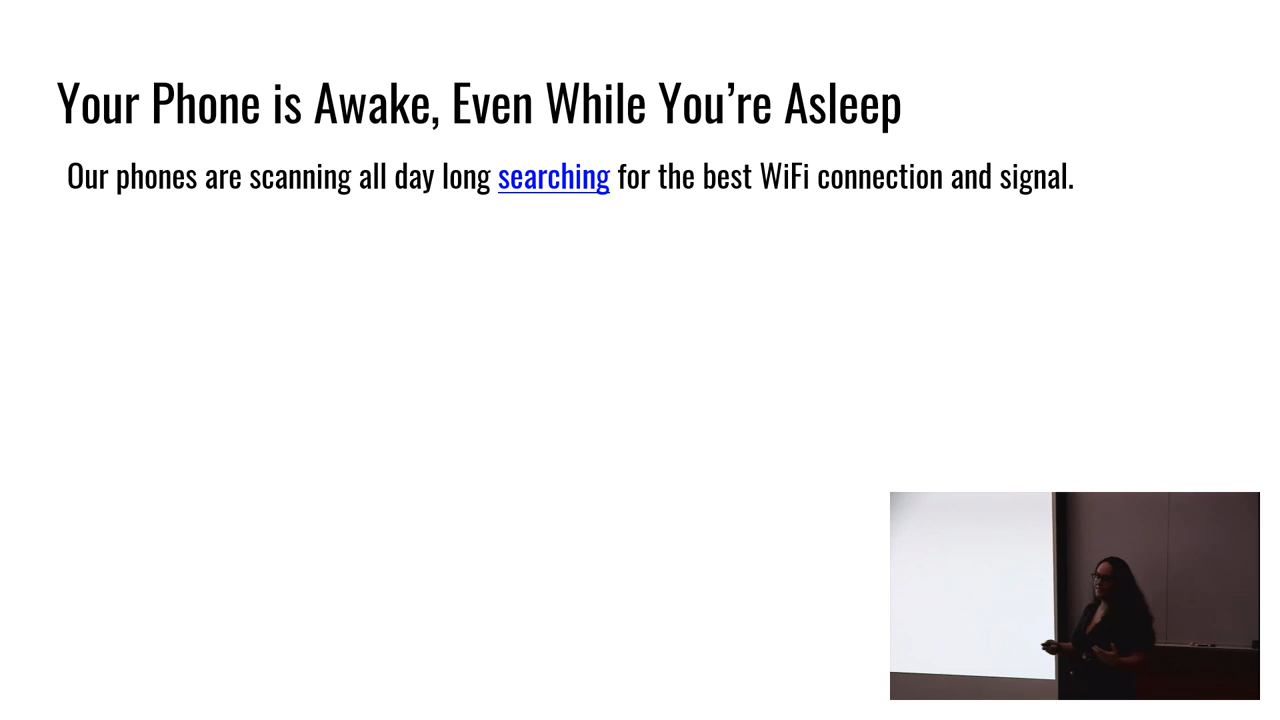 Your Phone is Awake, Even While You’re Asleep
Our phones are scanning all day long searching for the best WiFi connection and signal.